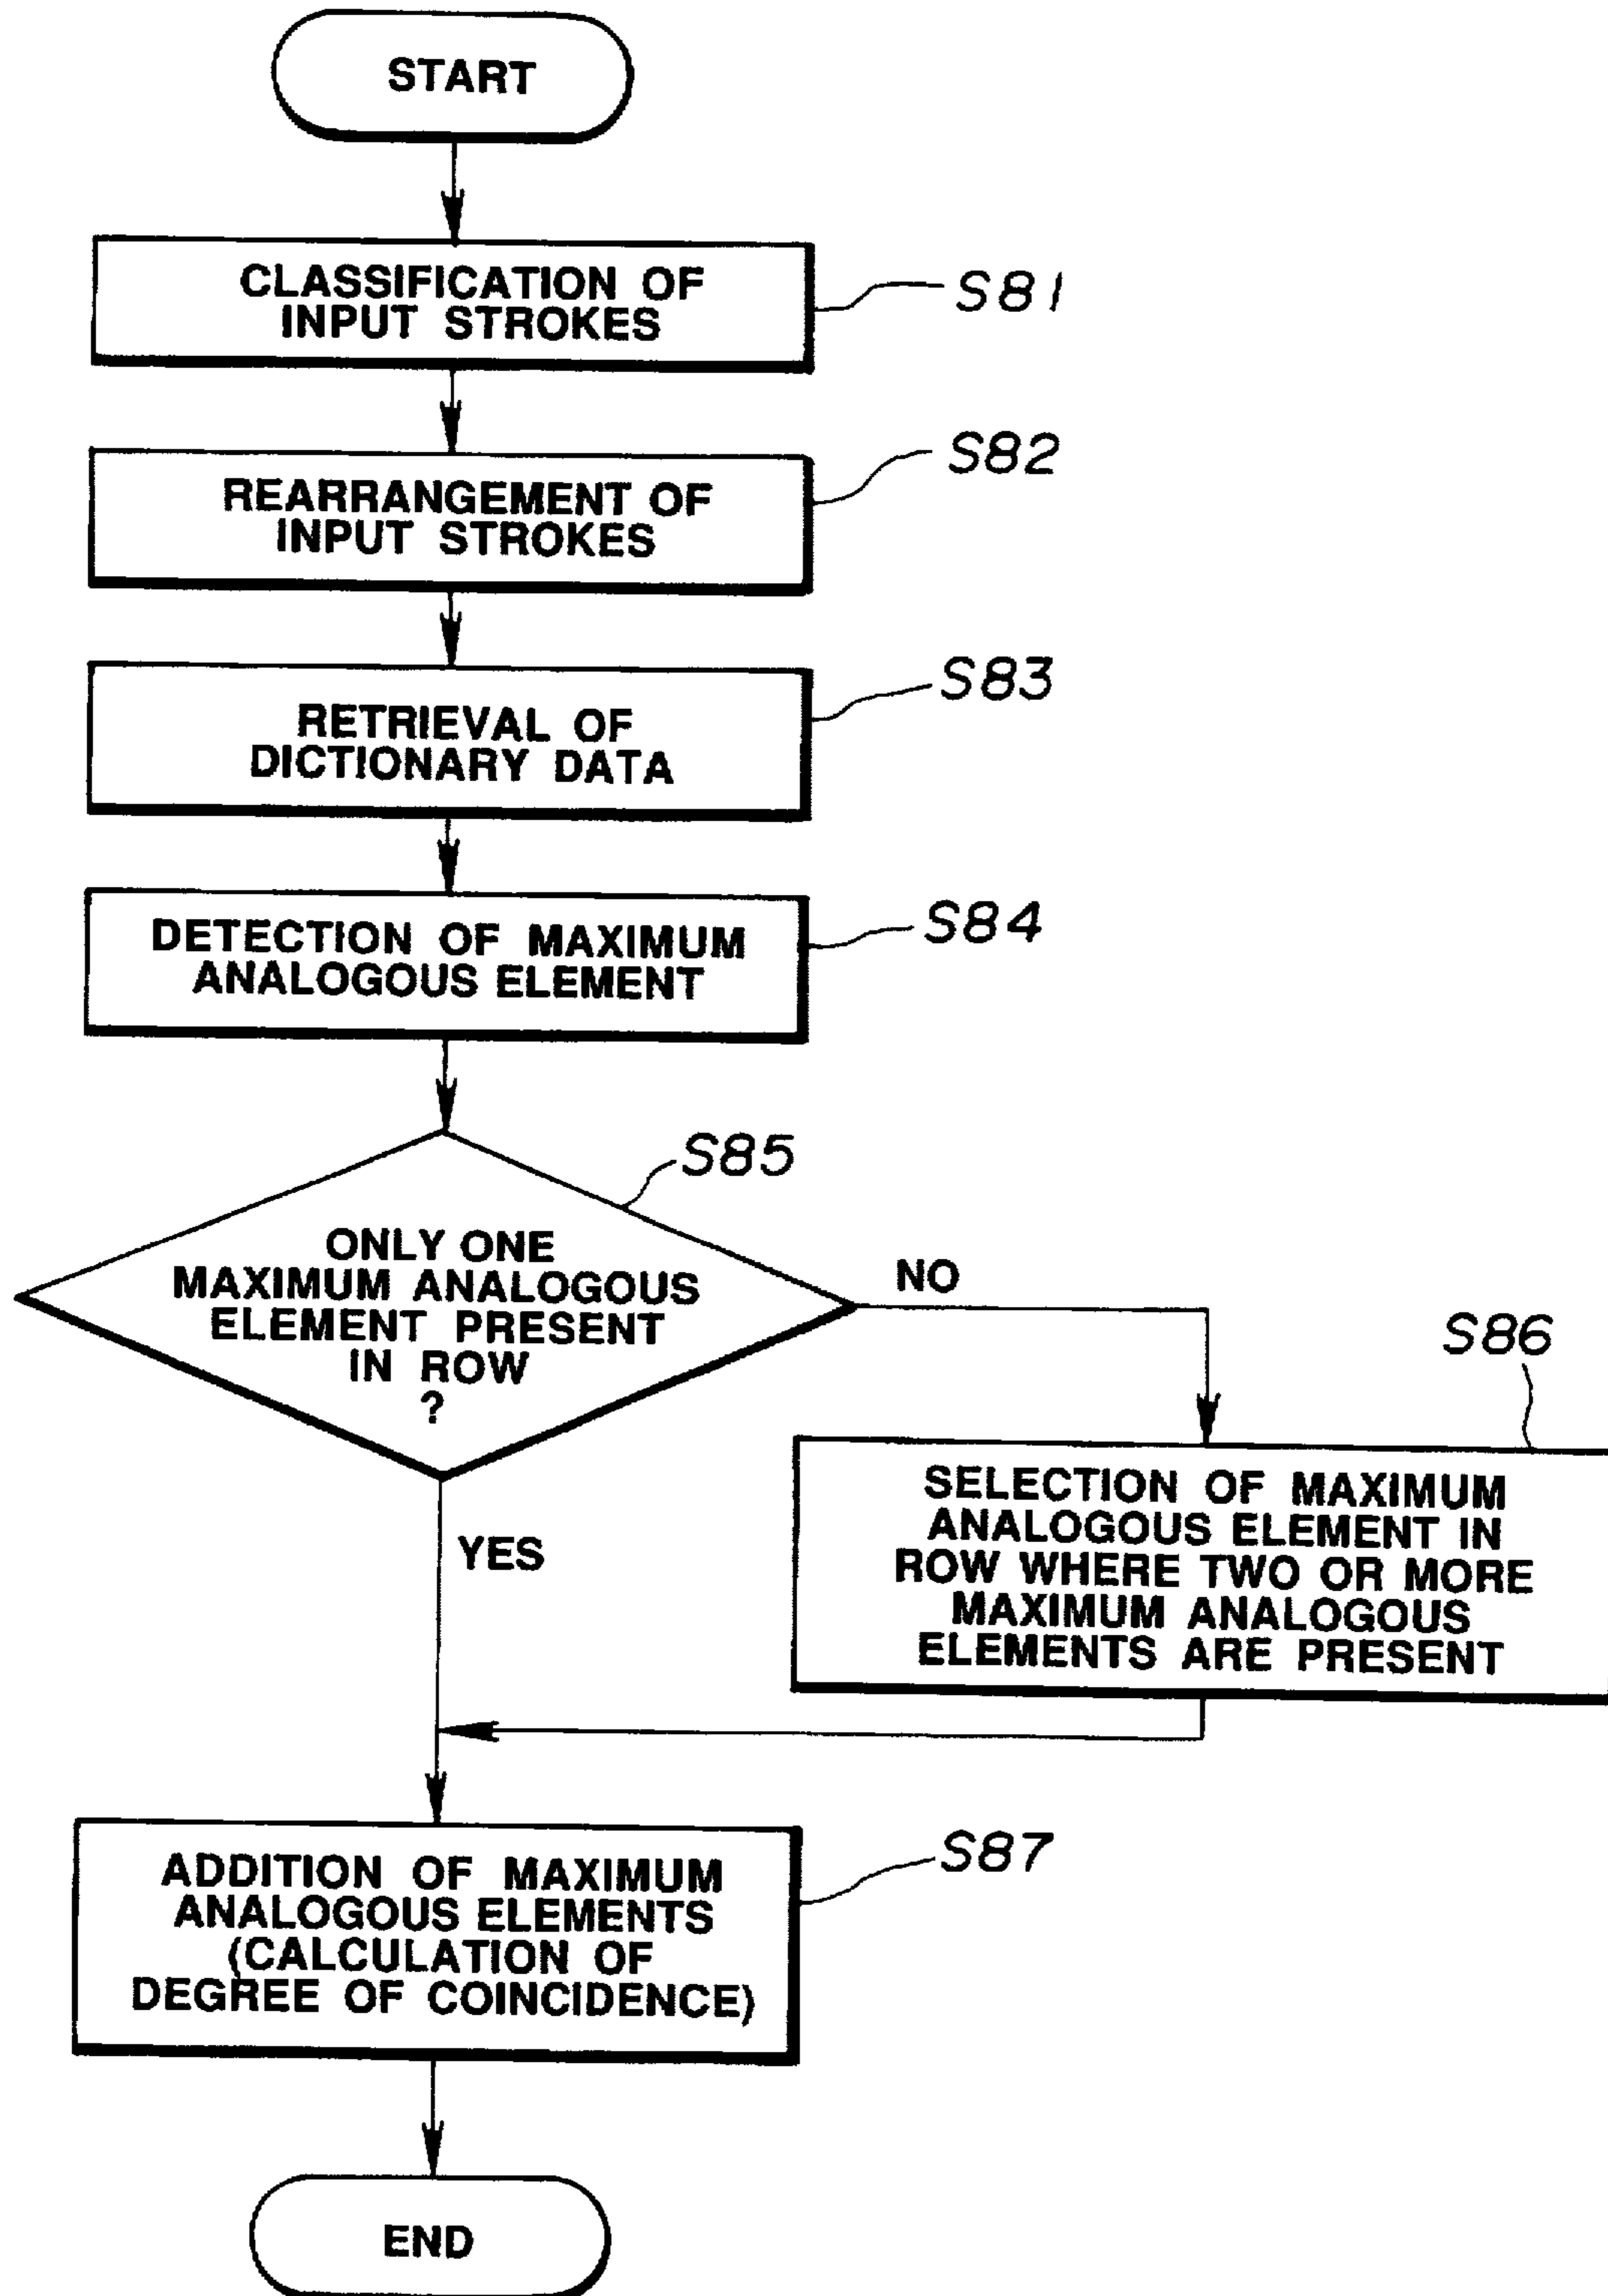 START
CLASSIFICATION OF
INPUT STROKES
S81
REARRANGEMENT OF
INPUT STROKES
S82
RETRIEVAL OF
DICTIONARY DATA
S83
DETECTION OF MAXIMUM
ANALOGOUS ELEMENT
S84
S85
ONLY ONE
MAXIMUM ANALOGOUS
ELEMENT PRESENT
IN ROW
?
NO
YES
S86
SELECTION OF MAXIMUM
ANALOGOUS ELEMENT IN
ROW WHERE TWO OR MORE
MAXIMUM ANALOGOUS
ELEMENTS ARE PRESENT
ADDITION OF MAXIMUM
ANALOGOUS ELEMENTS
(CALCULATION OF
DEGREE OF COINCIDENCE)
S87
END